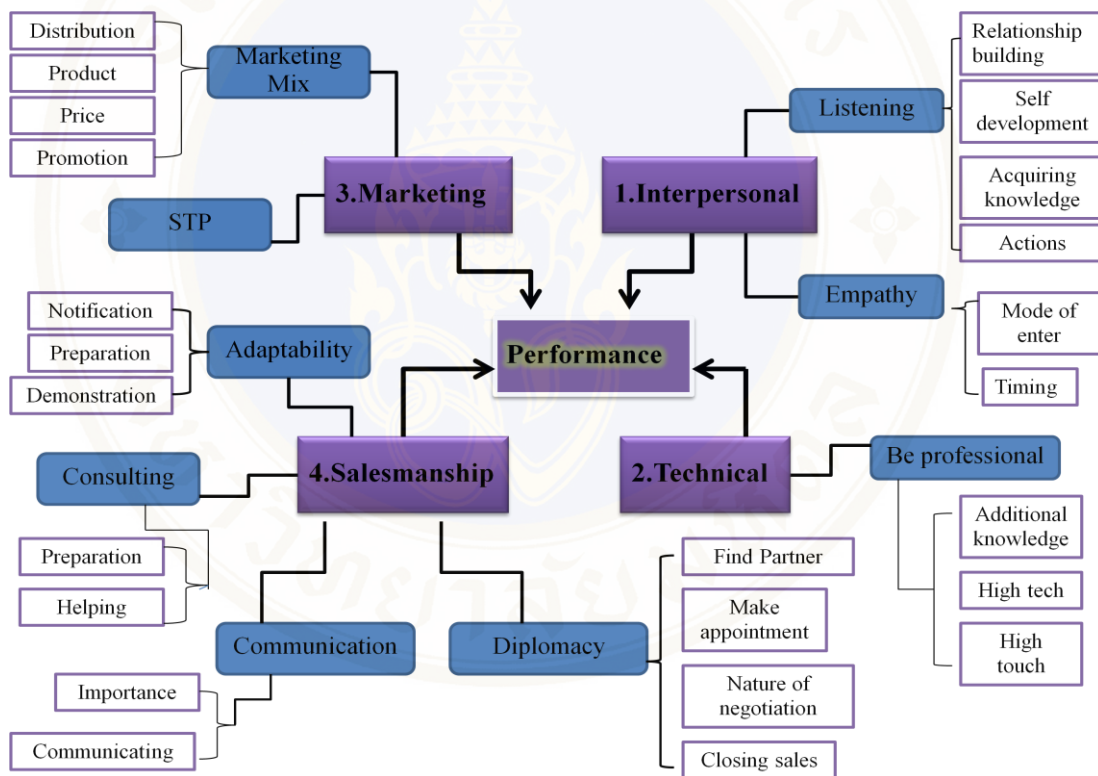 Distribution
Product
Price
Promotion
Marketing
Mix
STP
3.Marketing
1.Interpersonal
Listening
Relationship
building
Self
development
Acquiring
knowledge
Actions
Empathy
Mode of
enter
Timing
Performance
Notification
Preparation
Demonstration
Adaptability
Consulting
Preparation
Helping
4.Salesmanship
2.Technical
Be professional
Additional
knowledge
High tech
High
touch
Communication
Importance
Communicating
Diplomacy
Find Partner
Make
appointment
Nature of
negotiation
Closing sales